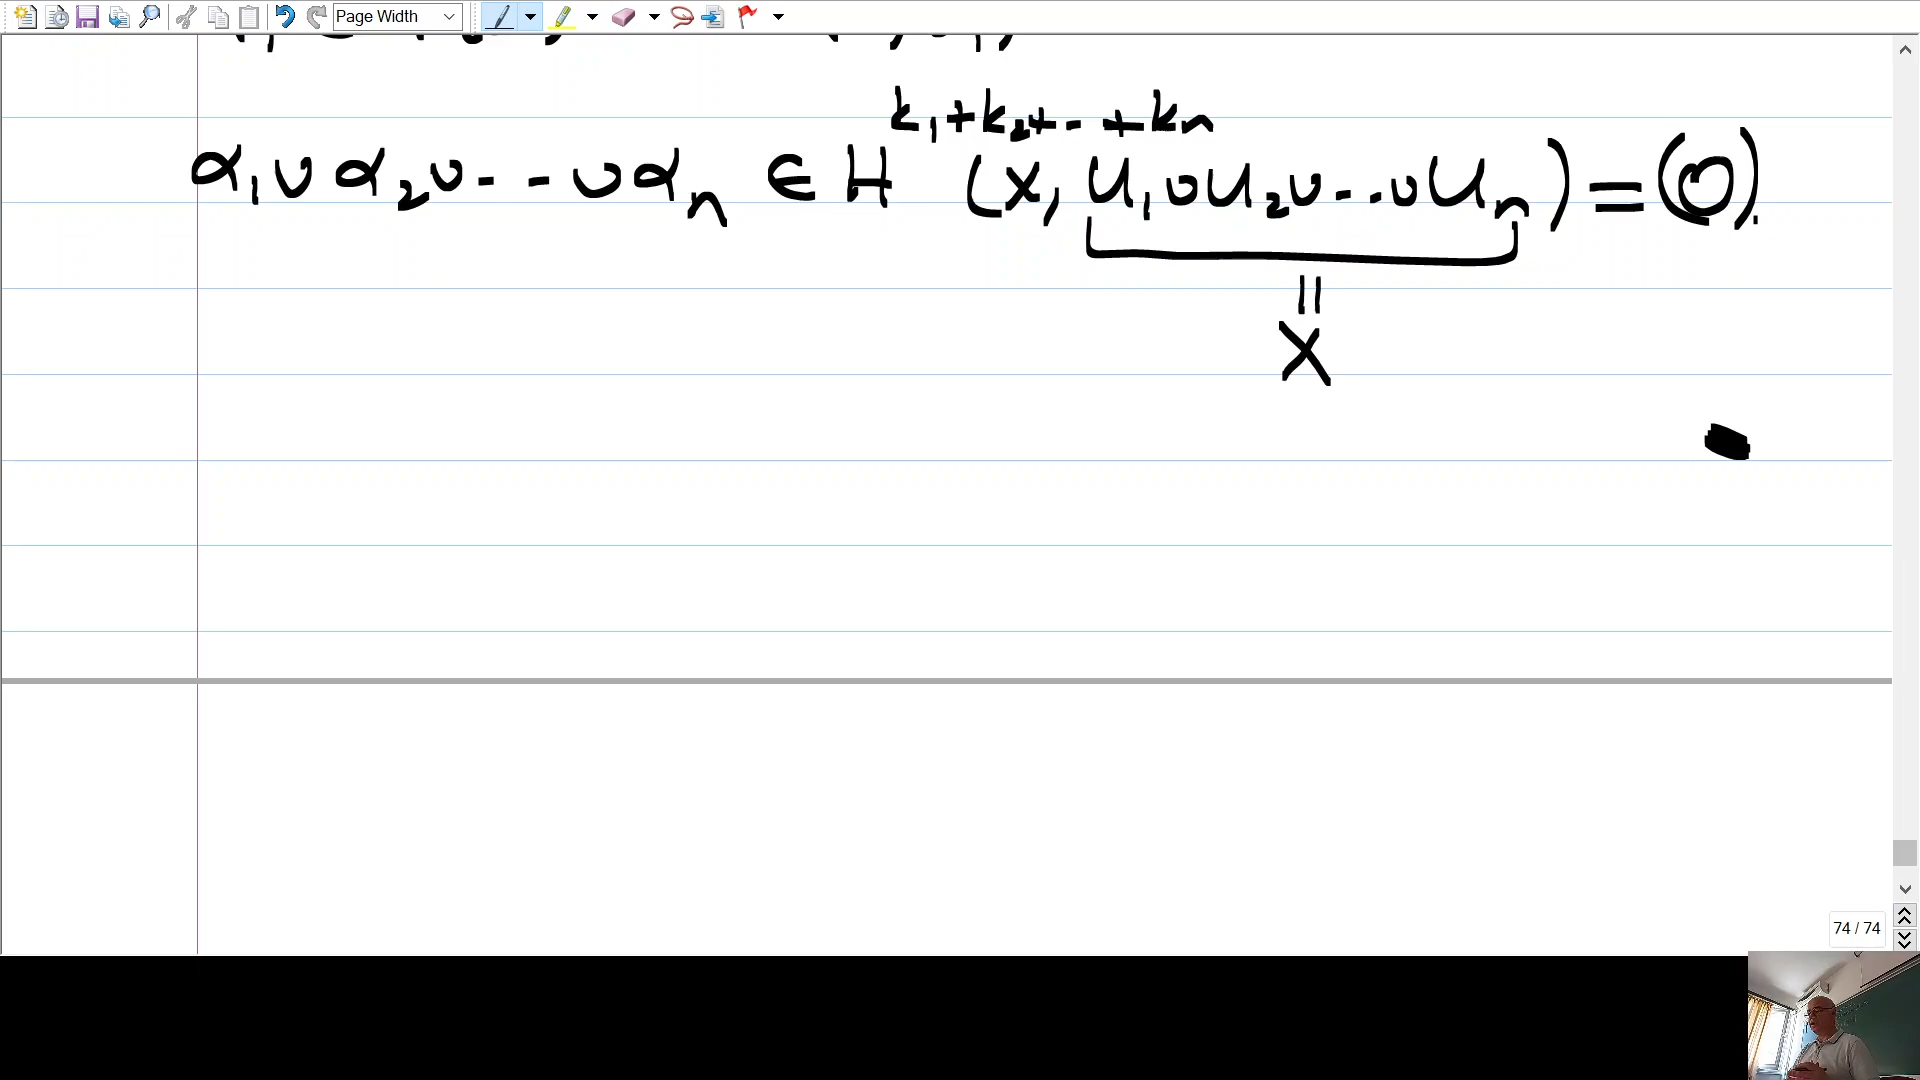 Page Width
k₁+k₂+..+kₙ
α₁∪α₂∪...∪αₙ ∈ H (X, U₁∪U₂∪...∪Uₙ) = (0).
||
X
74 / 74